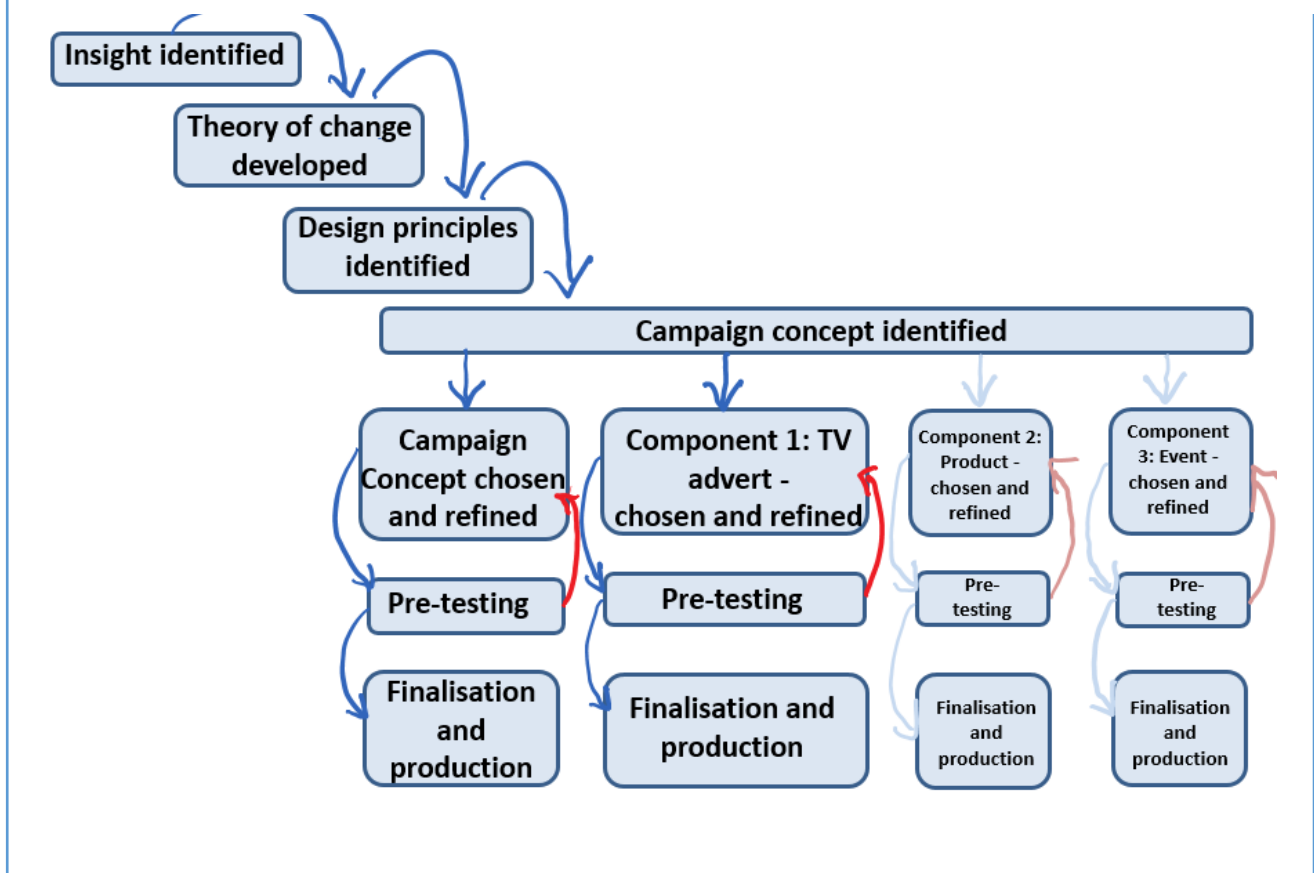 Insight identified
Theory of change
developed
Design principles
identified
Campaign concept identified
Campaign
Concept chosen
and refined
Component 1: TV
advert -
chosen and refined
Component 2:
Product -
chosen and
refined
Component
3: Event -
chosen and
refined
Pre-testing
Pre-testing
Pre-
testing
Pre-
testing
Finalisation
and
production
Finalisation and
production
Finalisation
and
production
Finalisation
and
production